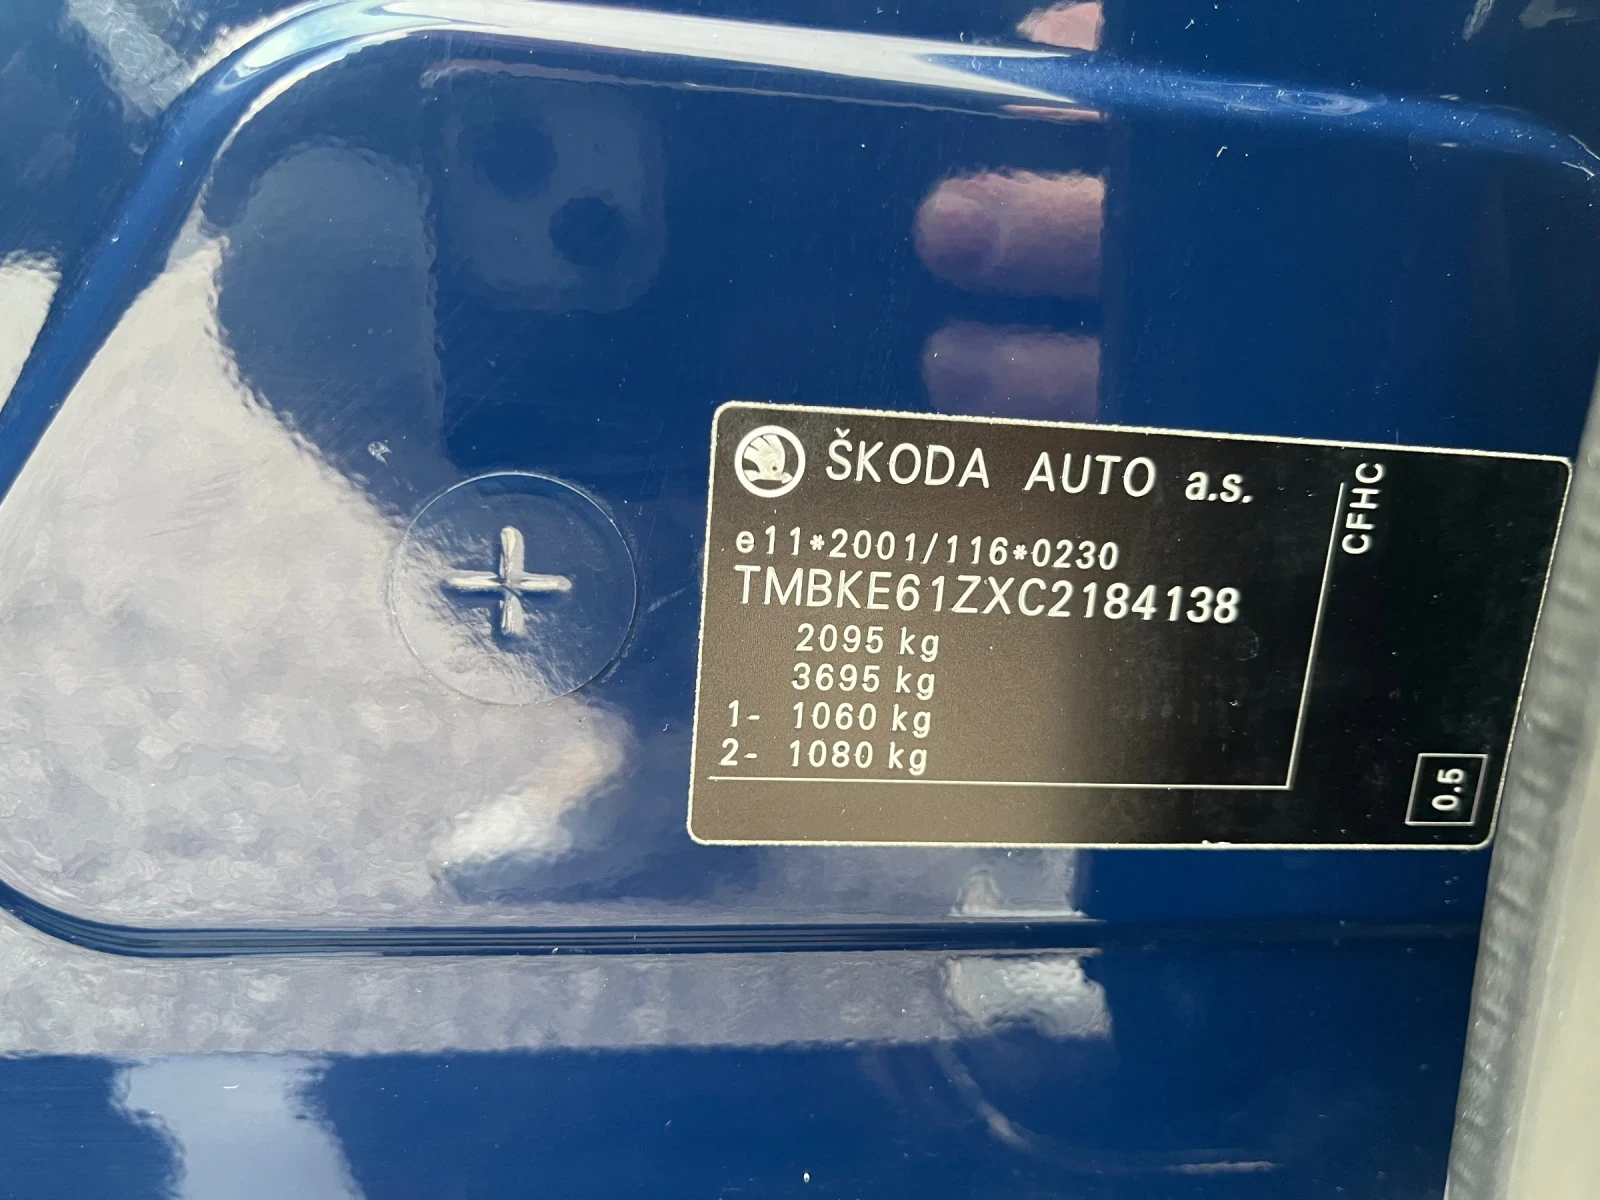 ŠKODA AUTO a.s.
e11*2001/116*0230
TMBKE61ZXC2184138
2095 kg
3695 kg
1- 1060 kg
2- 1080 kg
CFHC
0.5